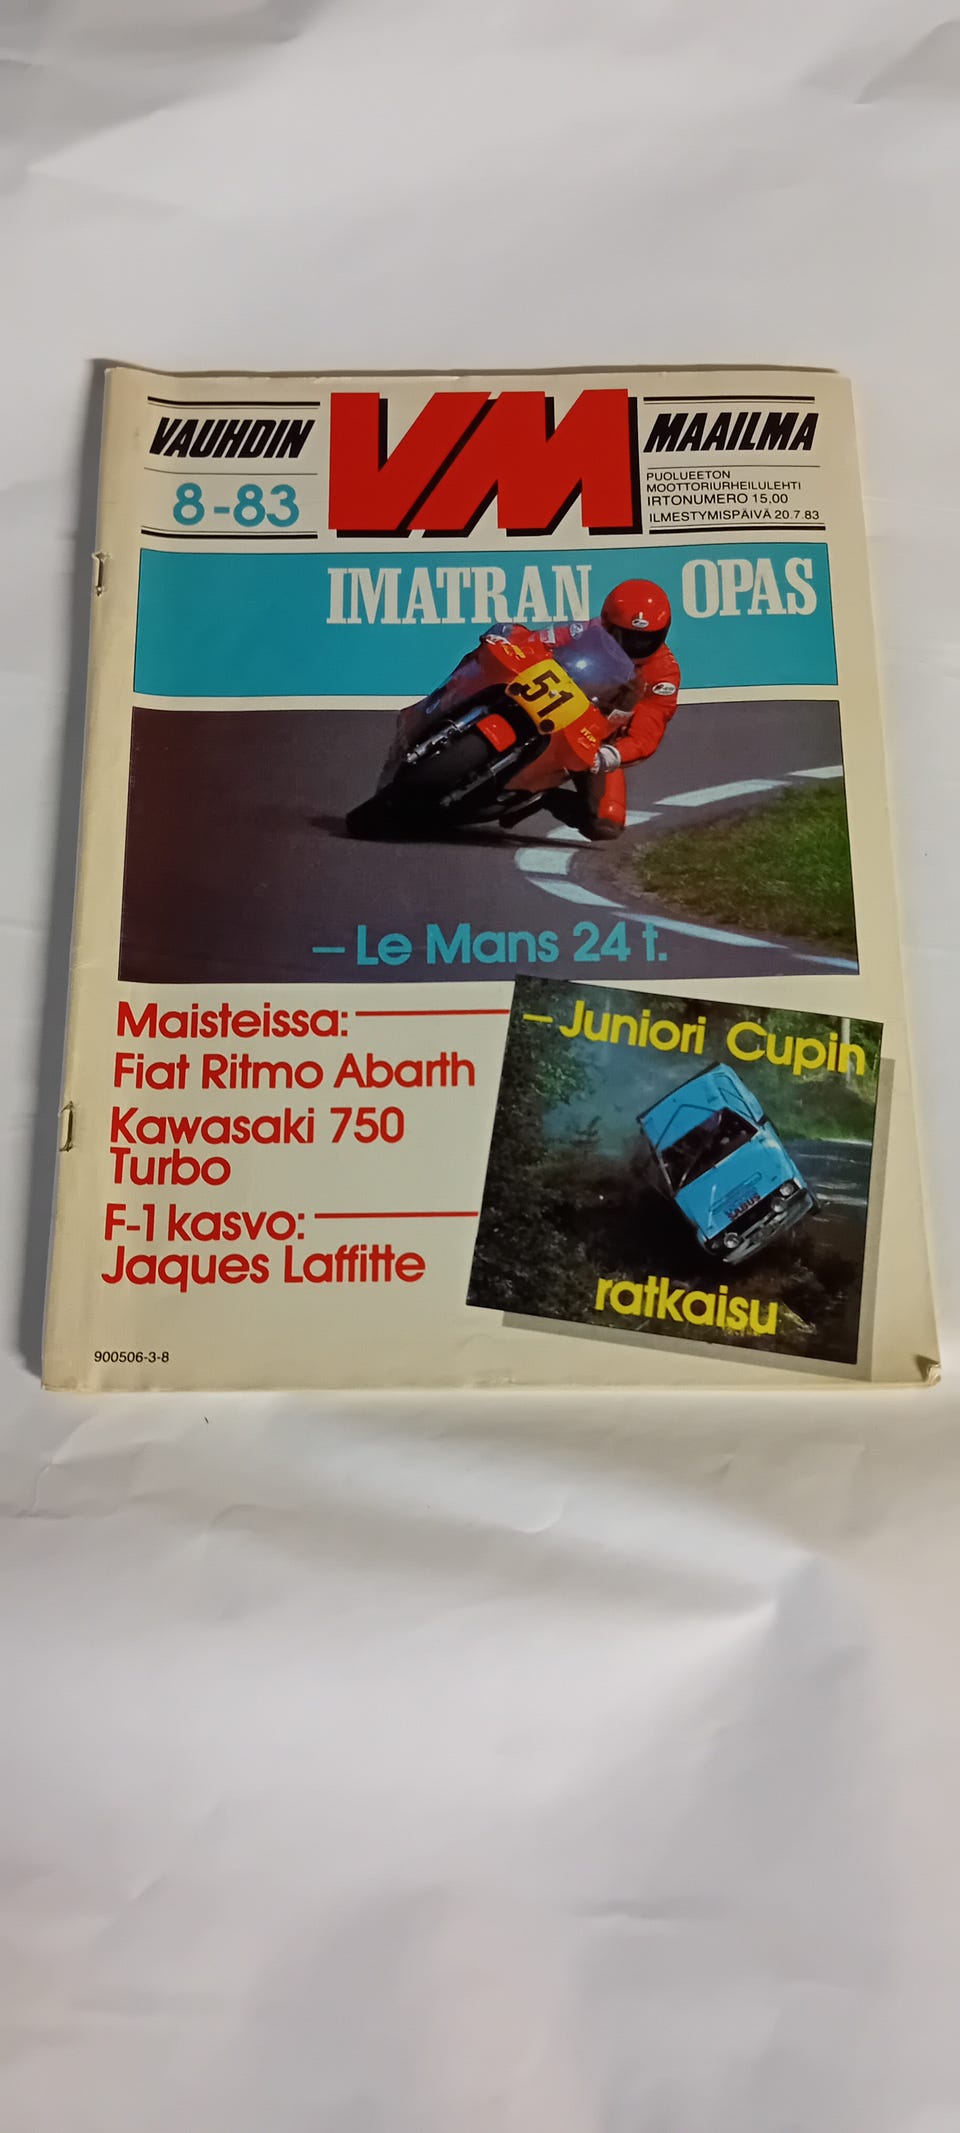 VAUHDIN
VM
MAAILMA
8-83
PUOLUEETON
MOOTTORIURHEILULEHTI
IRTONUMERO 15,00
ILMESTYMISPÄIVÄ 20.7.83
IMATRAN OPAS
51
– Le Mans 24 t.
Maisteissa:
Fiat Ritmo Abarth
Kawasaki 750
Turbo
F-1 kasvo:
Jaques Laffitte
– Juniori Cupin
ratkaisu
900506-3-8